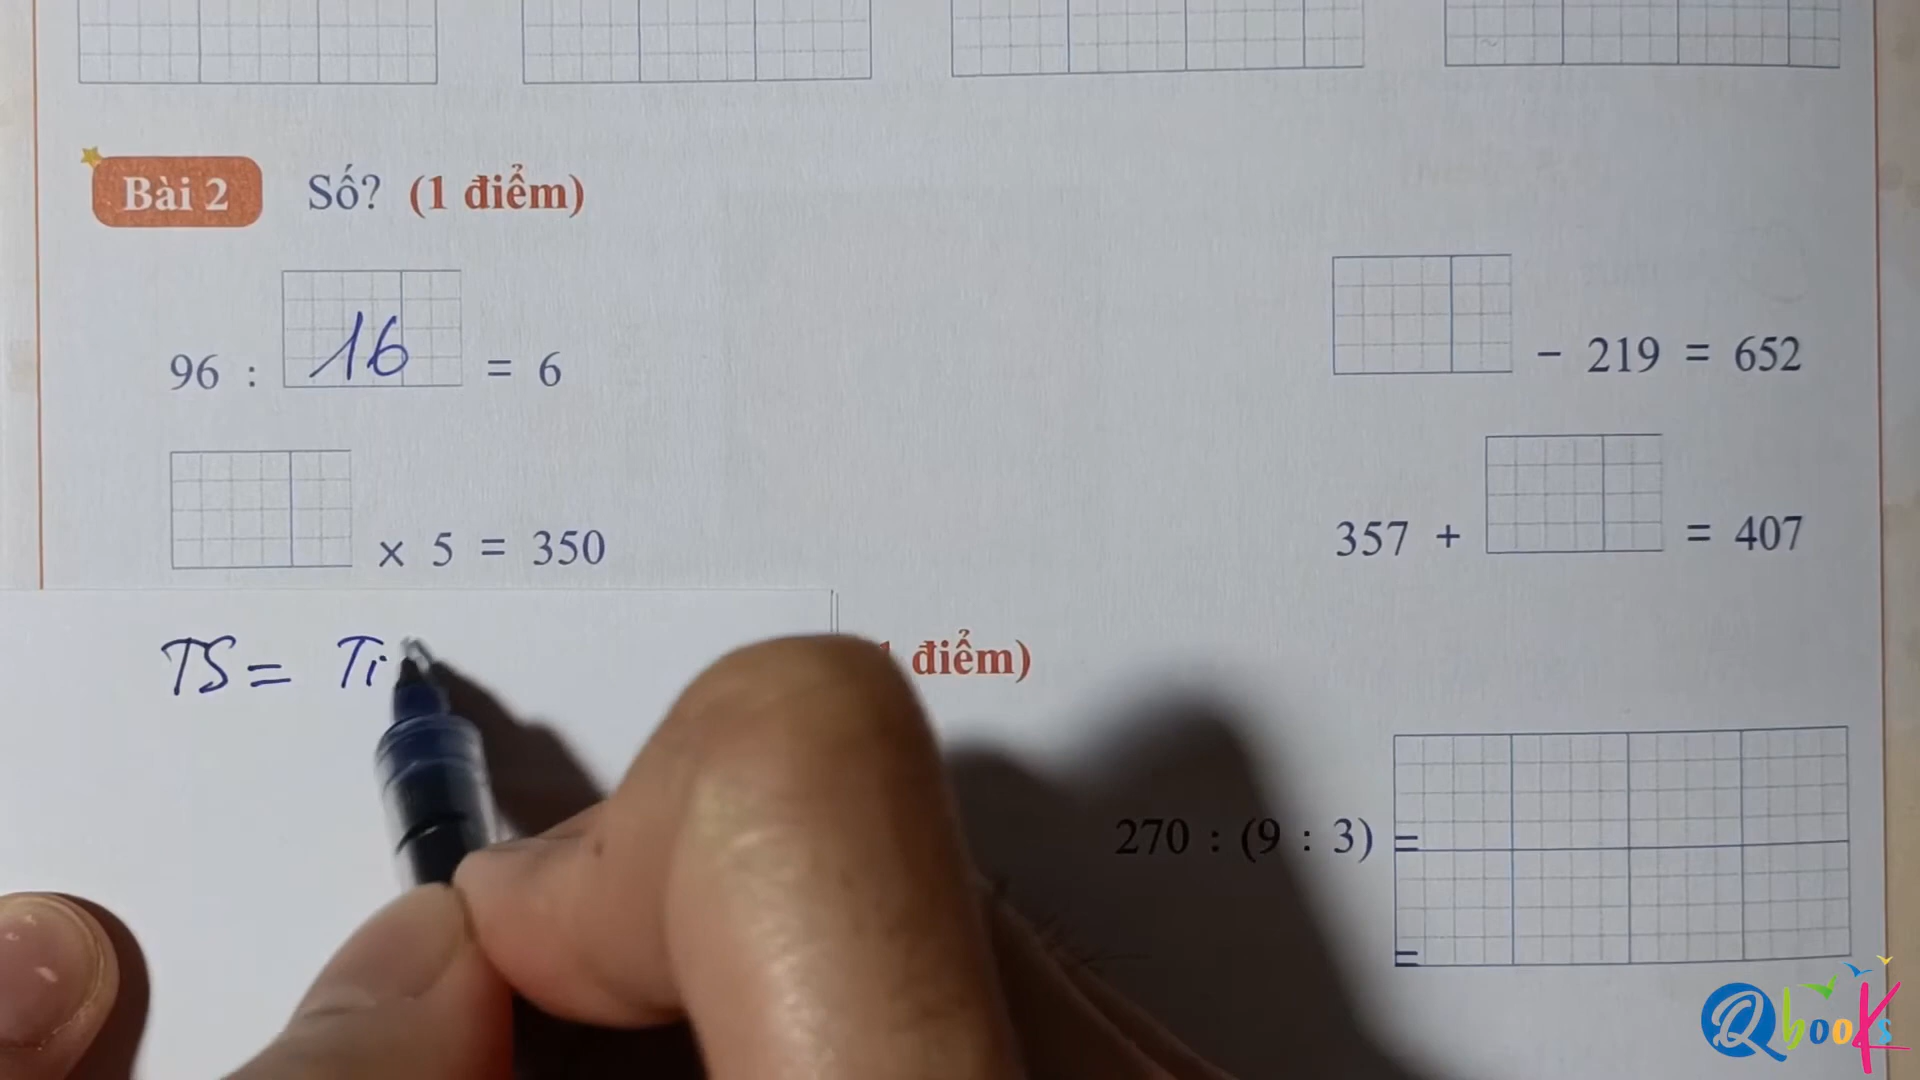 Bài 2 Số? (1 điểm)
96 : 16 = 6
− 219 = 652
× 5 = 350
357 + = 407
TS = Ti
điểm)
270 : (9 : 3) =
=
Qbooks